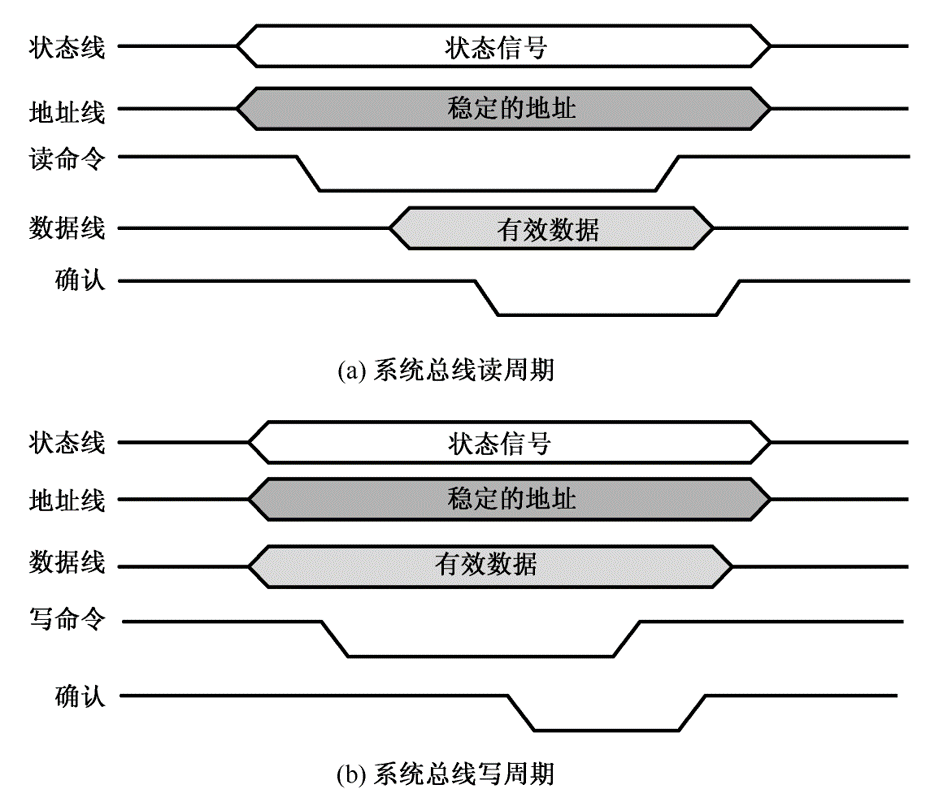 状态线 状态信号
地址线 稳定的地址
读命令
数据线 有效数据
确认
(a) 系统总线读周期
状态线 状态信号
地址线 稳定的地址
数据线 有效数据
写命令
确认
(b) 系统总线写周期